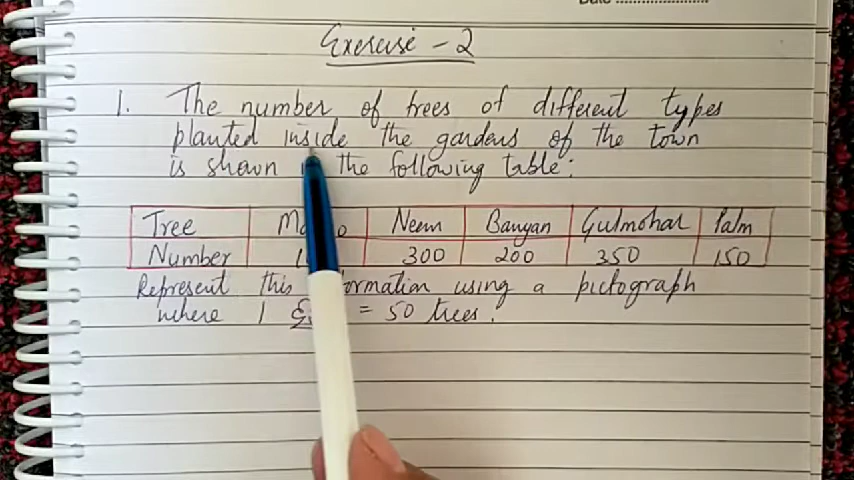 Date
Exercise - 2
1. The number of trees of different types
planted inside the gardens of the town
is shown the following table:
Tree Neem Banyan Gulmohar Palm
Number 300 200 350 150
Represent this using a pictograph
where 1 = 50 trees.